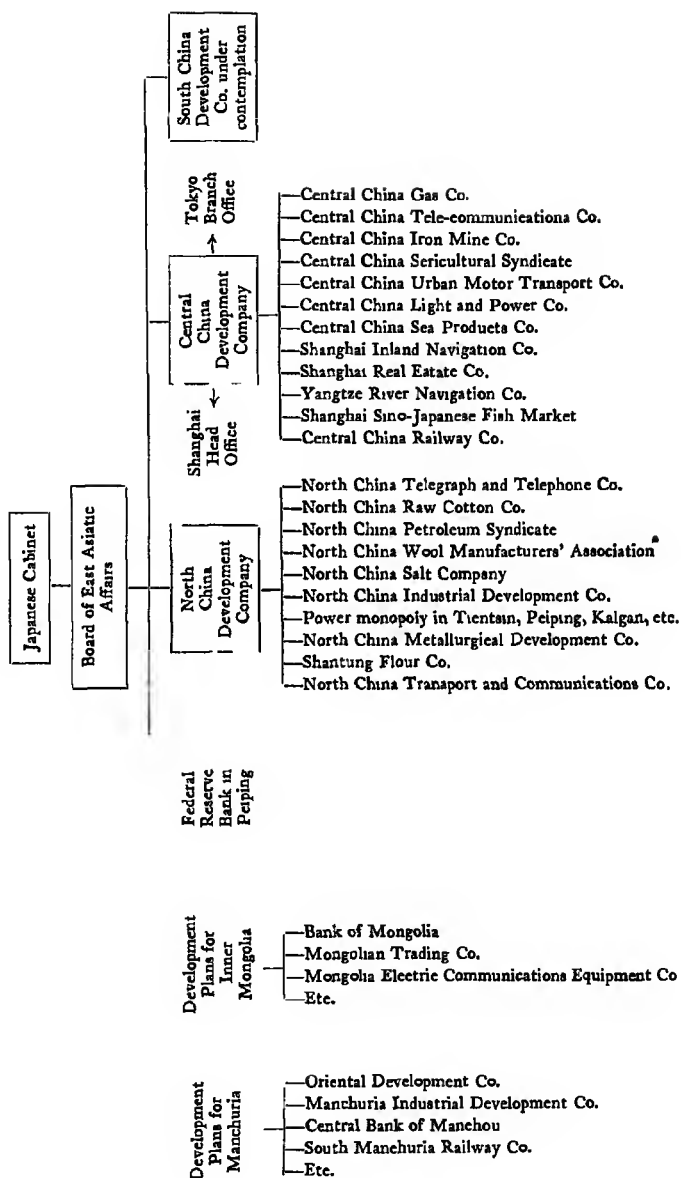 Japanese Cabinet
Board of East Asiatic
Affairs
Development
Plans for
Manchuria
Oriental Development Co.
Manchuria Industrial Development Co.
Central Bank of Manchou
South Manchuria Railway Co.
Etc.
Development
Plans for
Inner
Mongolia
Bank of Mongolia
Mongolian Trading Co.
Mongolia Electric Communications Equipment Co
Etc.
Federal
Reserve
Bank in
Peiping
North
China
Development
Company
North China Telegraph and Telephone Co.
North China Raw Cotton Co.
North China Petroleum Syndicate
North China Wool Manufacturers' Association
North China Salt Company
North China Industrial Development Co.
Power monopoly in Tientsin, Peiping, Kalgan, etc.
North China Metallurgical Development Co.
Shantung Flour Co.
North China Transport and Communications Co.
Shanghai
Head
Office
←
Central
China
Development
Company
→
Tokyo
Branch
Office
Central China Gas Co.
Central China Tele-communications Co.
Central China Iron Mine Co.
Central China Sericultural Syndicate
Central China Urban Motor Transport Co.
Central China Light and Power Co.
Central China Sea Products Co.
Shanghai Inland Navigation Co.
Shanghai Real Estate Co.
Yangtze River Navigation Co.
Shanghai Sino-Japanese Fish Market
Central China Railway Co.
South China
Development
Co. under
contemplation